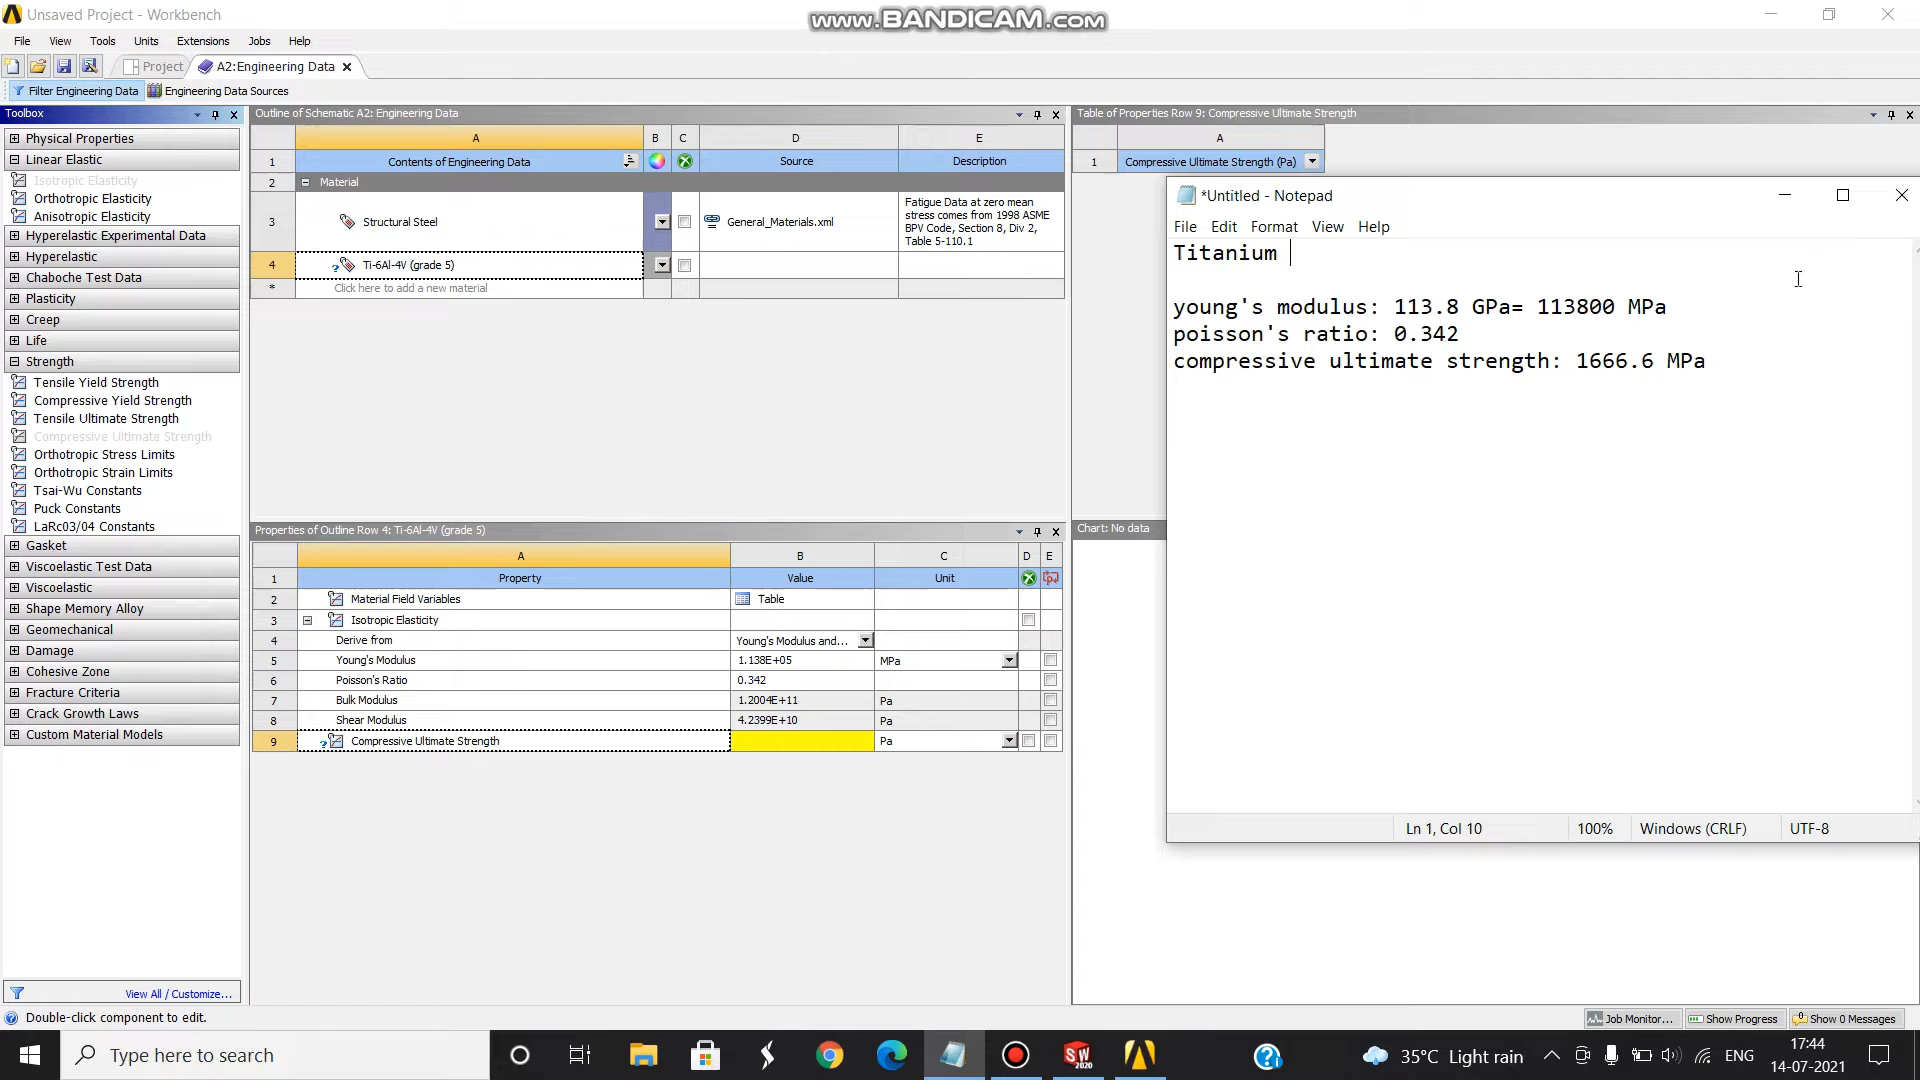 Unsaved Project - Workbench
www.BANDICAM.com
File View Tools Units Extensions Jobs Help
Project
A2:Engineering Data
Filter Engineering Data
Engineering Data Sources
Toolbox
Physical Properties
Linear Elastic
Isotropic Elasticity
Orthotropic Elasticity
Anisotropic Elasticity
Hyperelastic Experimental Data
Hyperelastic
Chaboche Test Data
Plasticity
Creep
Life
Strength
Tensile Yield Strength
Compressive Yield Strength
Tensile Ultimate Strength
Compressive Ultimate Strength
Orthotropic Stress Limits
Orthotropic Strain Limits
Tsai-Wu Constants
Puck Constants
LaRc03/04 Constants
Gasket
Viscoelastic Test Data
Viscoelastic
Shape Memory Alloy
Geomechanical
Damage
Cohesive Zone
Fracture Criteria
Crack Growth Laws
Custom Material Models
View All / Customize...
Outline of Schematic A2: Engineering Data
A B C D E
1 Contents of Engineering Data Source Description
2 Material
3 Structural Steel General_Materials.xml
Fatigue Data at zero mean
stress comes from 1998 ASME
BPV Code, Section 8, Div 2,
Table 5-110.1
4 Ti-6Al-4V (grade 5)
* Click here to add a new material
Properties of Outline Row 4: Ti-6Al-4V (grade 5)
A B C D E
1 Property Value Unit
2 Material Field Variables Table
3 Isotropic Elasticity
4 Derive from Young's Modulus and...
5 Young's Modulus 1.138E+05 MPa
6 Poisson's Ratio 0.342
7 Bulk Modulus 1.2004E+11 Pa
8 Shear Modulus 4.2399E+10 Pa
9 Compressive Ultimate Strength Pa
Table of Properties Row 9: Compressive Ultimate Strength
A
1 Compressive Ultimate Strength (Pa)
Chart: No data
*Untitled - Notepad
File Edit Format View Help
Titanium
young's modulus: 113.8 GPa= 113800 MPa
poisson's ratio: 0.342
compressive ultimate strength: 1666.6 MPa
Ln 1, Col 10 100% Windows (CRLF) UTF-8
Double-click component to edit.
Job Monitor... Show Progress Show 0 Messages
Type here to search
SW
2020
35°C Light rain
ENG
17:44
14-07-2021